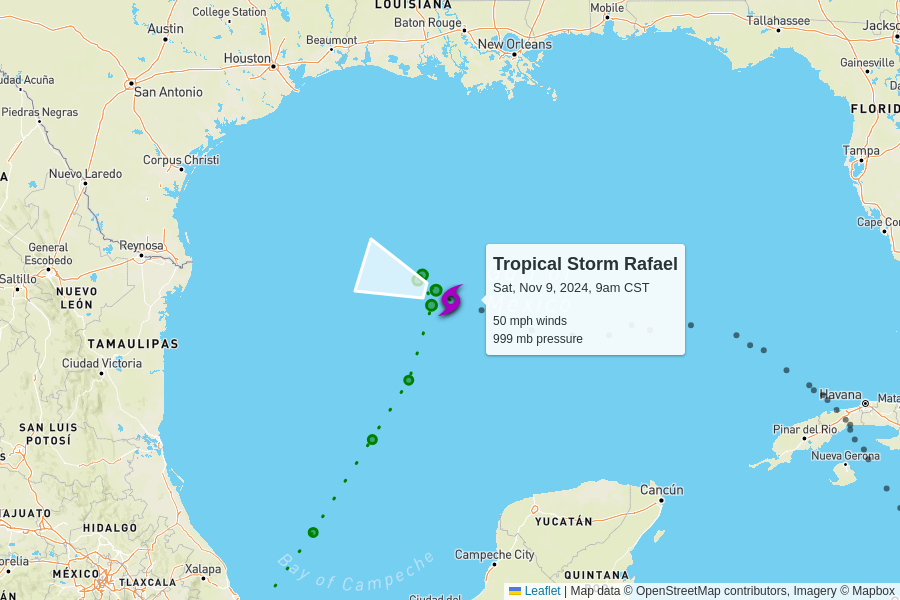 LOUISIANA
College Station
Mobile
Baton Rouge
Tallahassee
Austin
Beaumont
New Orleans
Houston
Gainesville
San Antonio
Piedras Negras
FLORID
Tampa
Corpus Christi
Nuevo Laredo
Cape Co
General
Escobedo
Reynosa
Saltillo
NUEVO
LEÓN
Tropical Storm Rafael
Sat, Nov 9, 2024, 9am CST
50 mph winds
999 mb pressure
TAMAULIPAS
Ciudad Victoria
Havana
Mata
SAN LUIS
POTOSÍ
Pinar del Rio
Nueva Gerona
Cancún
AJUATO
HIDALGO
YUCATÁN
Bay of Campeche
Campeche City
Xalapa
MÉXICO
TLAXCALA
QUINTANA
Ciudad del
Leaflet | Map data © OpenStreetMap contributors, Imagery © Mapbox